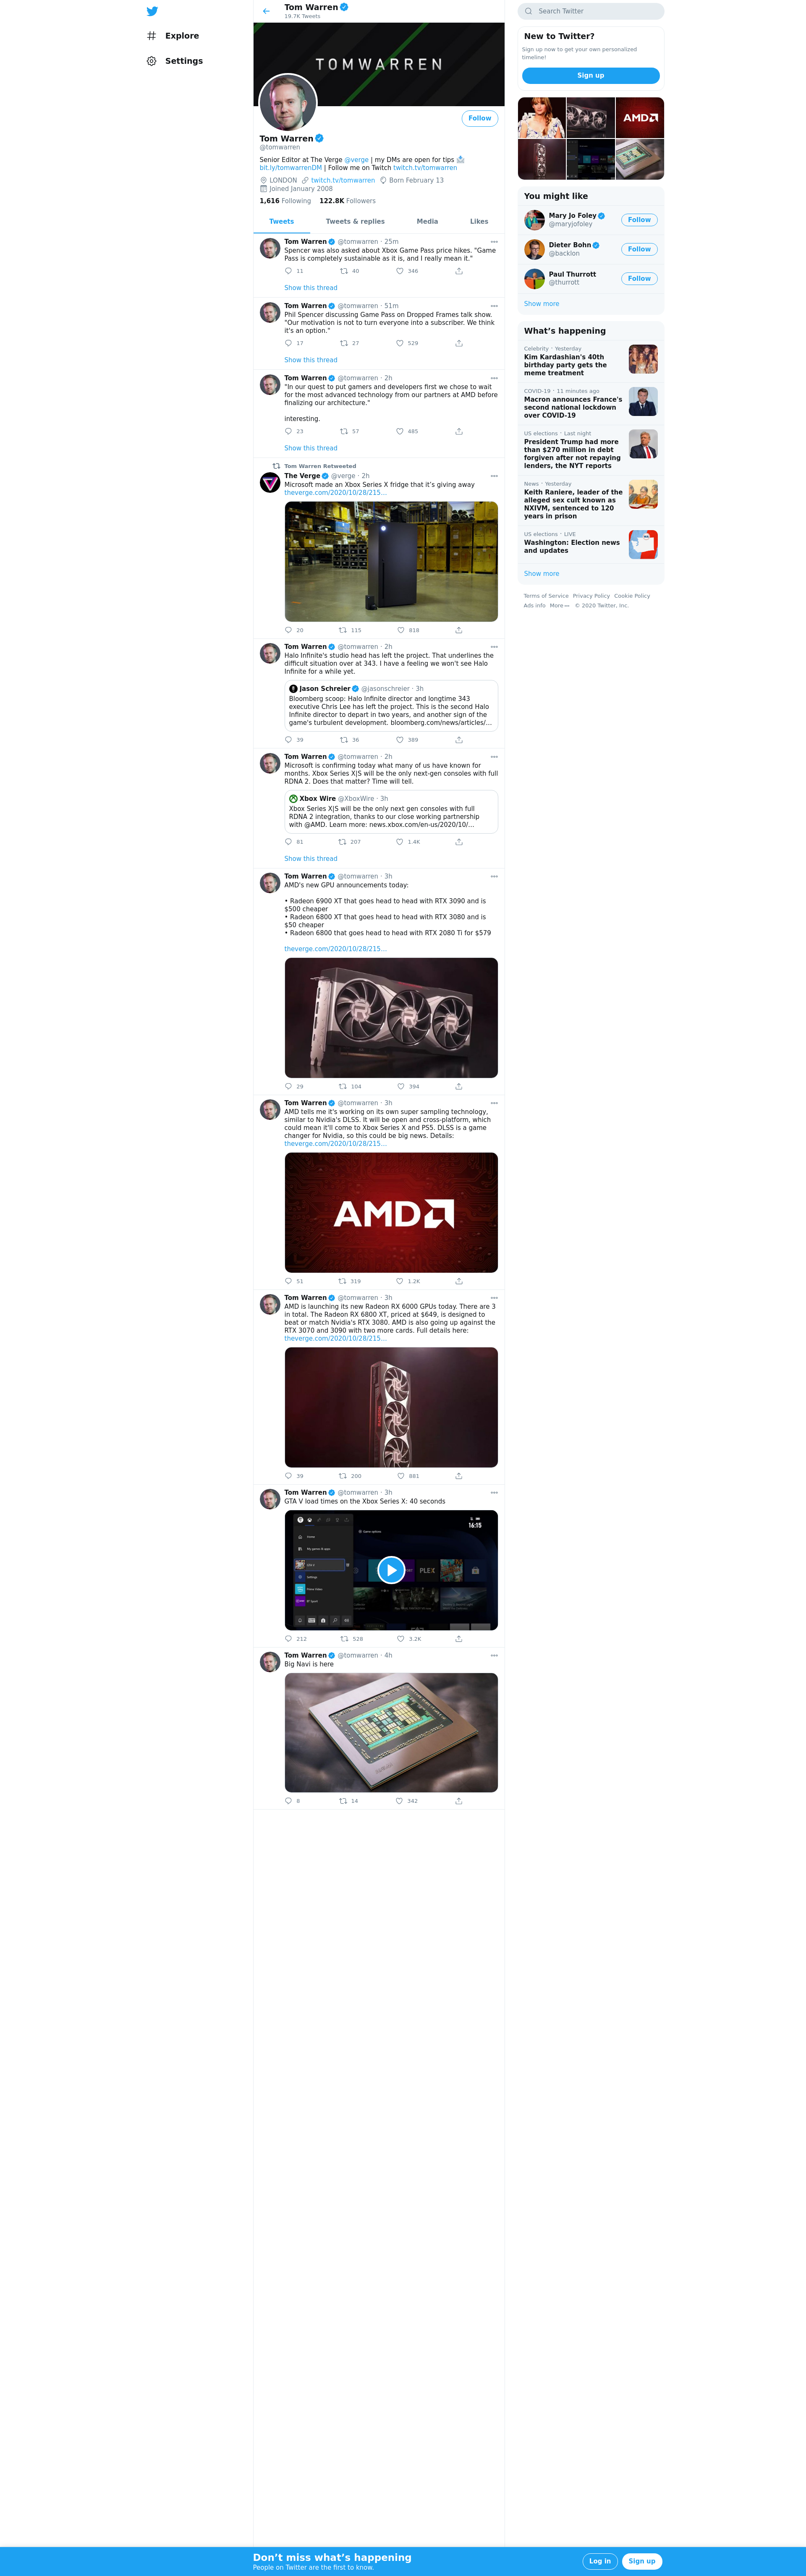 Explore
Settings
Tom Warren
19.7K Tweets
TOMWARREN
Follow
Tom Warren
@tomwarren
Senior Editor at The Verge @verge | my DMs are open for tips
bit.ly/tomwarrenDM | Follow me on Twitch twitch.tv/tomwarren
LONDON twitch.tv/tomwarren Born February 13
Joined January 2008
1,616 Following 122.8K Followers
Tweets Tweets & replies Media Likes
Tom Warren @tomwarren · 25m
Spencer was also asked about Xbox Game Pass price hikes. "Game
Pass is completely sustainable as it is, and I really mean it."
11 40 346
Show this thread
Tom Warren @tomwarren · 51m
Phil Spencer discussing Game Pass on Dropped Frames talk show.
"Our motivation is not to turn everyone into a subscriber. We think
it's an option."
17 27 529
Show this thread
Tom Warren @tomwarren · 2h
"In our quest to put gamers and developers first we chose to wait
for the most advanced technology from our partners at AMD before
finalizing our architecture."
interesting.
23 57 485
Show this thread
Tom Warren Retweeted
The Verge @verge · 2h
Microsoft made an Xbox Series X fridge that it's giving away
theverge.com/2020/10/28/215…
20 115 818
Tom Warren @tomwarren · 2h
Halo Infinite's studio head has left the project. That underlines the
difficult situation over at 343. I have a feeling we won't see Halo
Infinite for a while yet.
Jason Schreier @jasonschreier · 3h
Bloomberg scoop: Halo Infinite director and longtime 343
executive Chris Lee has left the project. This is the second Halo
Infinite director to depart in two years, and another sign of the
game's turbulent development. bloomberg.com/news/articles/…
39 36 389
Tom Warren @tomwarren · 2h
Microsoft is confirming today what many of us have known for
months. Xbox Series X|S will be the only next-gen consoles with full
RDNA 2. Does that matter? Time will tell.
Xbox Wire @XboxWire · 3h
Xbox Series X|S will be the only next gen consoles with full
RDNA 2 integration, thanks to our close working partnership
with @AMD. Learn more: news.xbox.com/en-us/2020/10/…
81 207 1.4K
Show this thread
Tom Warren @tomwarren · 3h
AMD's new GPU announcements today:
• Radeon 6900 XT that goes head to head with RTX 3090 and is
$500 cheaper
• Radeon 6800 XT that goes head to head with RTX 3080 and is
$50 cheaper
• Radeon 6800 that goes head to head with RTX 2080 Ti for $579
theverge.com/2020/10/28/215…
29 104 394
Tom Warren @tomwarren · 3h
AMD tells me it's working on its own super sampling technology,
similar to Nvidia's DLSS. It will be open and cross-platform, which
could mean it'll come to Xbox Series X and PS5. DLSS is a game
changer for Nvidia, so this could be big news. Details:
theverge.com/2020/10/28/215…
AMD
51 319 1.2K
Tom Warren @tomwarren · 3h
AMD is launching its new Radeon RX 6000 GPUs today. There are 3
in total. The Radeon RX 6800 XT, priced at $649, is designed to
beat or match Nvidia's RTX 3080. AMD is also going up against the
RTX 3070 and 3090 with two more cards. Full details here:
theverge.com/2020/10/28/215…
39 200 881
Tom Warren @tomwarren · 3h
GTA V load times on the Xbox Series X: 40 seconds
16:15
Game options
Home
My games & apps
Settings
PLEX
212 528 3.2K
Tom Warren @tomwarren · 4h
Big Navi is here
8 14 342
Search Twitter
New to Twitter?
Sign up now to get your own personalized
timeline!
Sign up
AMD
You might like
Mary Jo Foley
@maryjofoley
Follow
Dieter Bohn
@backlon
Follow
Paul Thurrott
@thurrott
Follow
Show more
What's happening
Celebrity · Yesterday
Kim Kardashian's 40th
birthday party gets the
meme treatment
COVID-19 · 11 minutes ago
Macron announces France's
second national lockdown
over COVID-19
US elections · Last night
President Trump had more
than $270 million in debt
forgiven after not repaying
lenders, the NYT reports
News · Yesterday
Keith Raniere, leader of the
alleged sex cult known as
NXIVM, sentenced to 120
years in prison
US elections · LIVE
Washington: Election news
and updates
Show more
Terms of Service Privacy Policy Cookie Policy
Ads info More © 2020 Twitter, Inc.
Don't miss what's happening
People on Twitter are the first to know.
Log in
Sign up